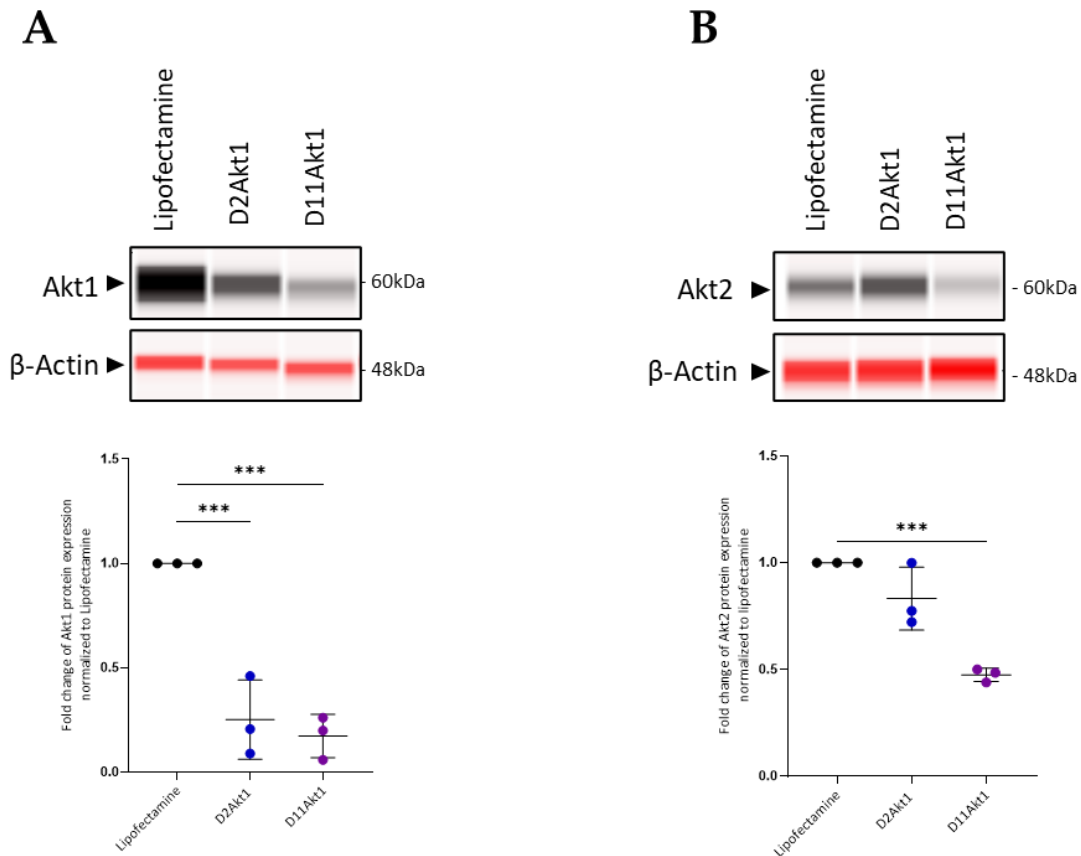 A
Lipofectamine
D2Akt1
D11Akt1
Akt1
60kDa
β-Actin
- 48kDa
1.5
1.0
0.5
0.0
Fold change of Akt1 protein expression
normalized to Lipofectamine
***
***
Lipofectamine
D2Akt1
D11Akt1
B
Lipofectamine
D2Akt1
D11Akt1
Akt2
- 60kDa
β-Actin
- 48kDa
1.5
1.0
0.5
0.0
Fold change of Akt2 protein expression
normalized to lipofectamine
***
Lipofectamine
D2Akt1
D11Akt1